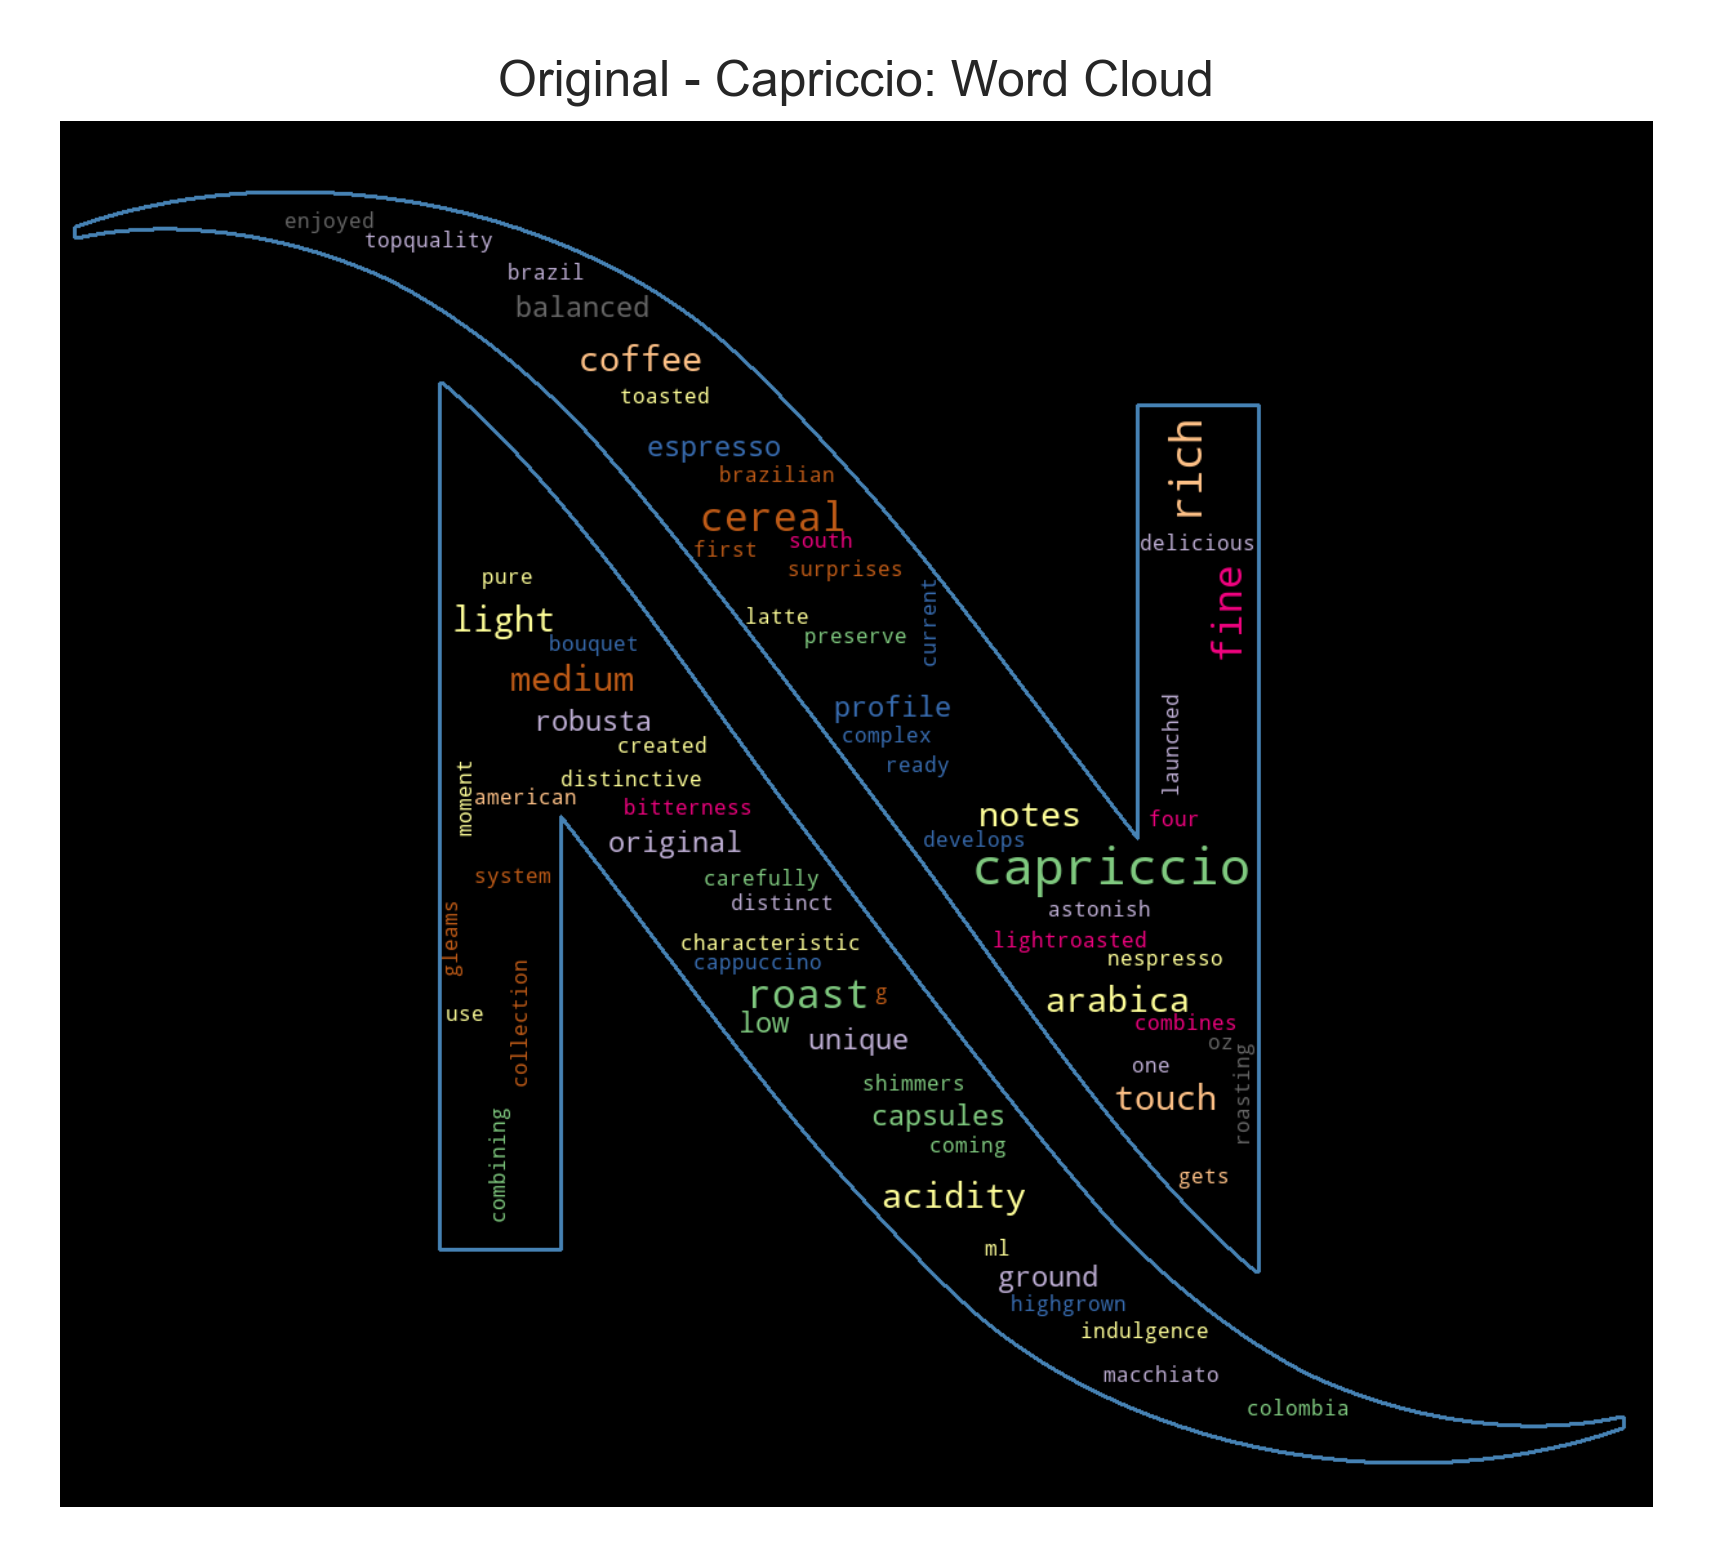 Original - Capriccio: Word Cloud
enjoyed
topquality
brazil
balanced
coffee
toasted
espresso
brazilian
cereal
south
first
surprises
latte
preserve
current
profile
complex
ready
notes
develops
capriccio
astonish
lightroasted
nespresso
arabica
combines
oz
roasting
one
touch
gets
rich
delicious
fine
launched
four
pure
light
bouquet
medium
robusta
created
distinctive
moment
american
bitterness
original
system
carefully
distinct
gleams
characteristic
cappuccino
collection
roast
g
use
low
unique
combining
shimmers
capsules
coming
acidity
ml
ground
highgrown
indulgence
macchiato
colombia